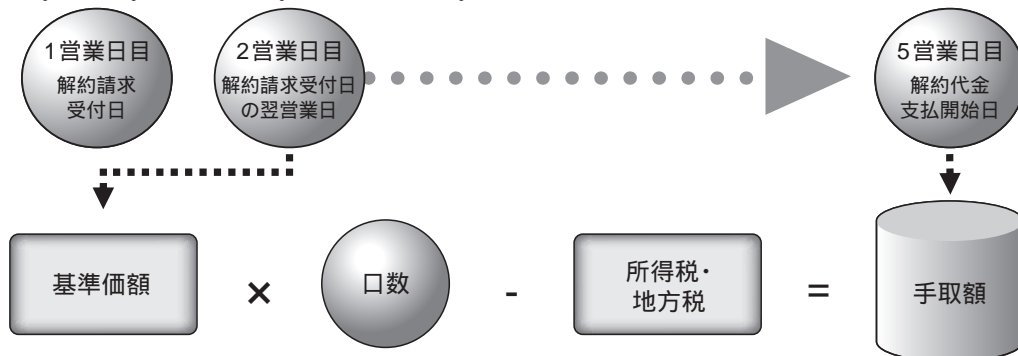 1営業日目
解約請求
受付日
2営業日目
解約請求受付日
の翌営業日
5営業日目
解約代金
支払開始日
基準価額
×
口数
-
所得税・
地方税
=
手取額